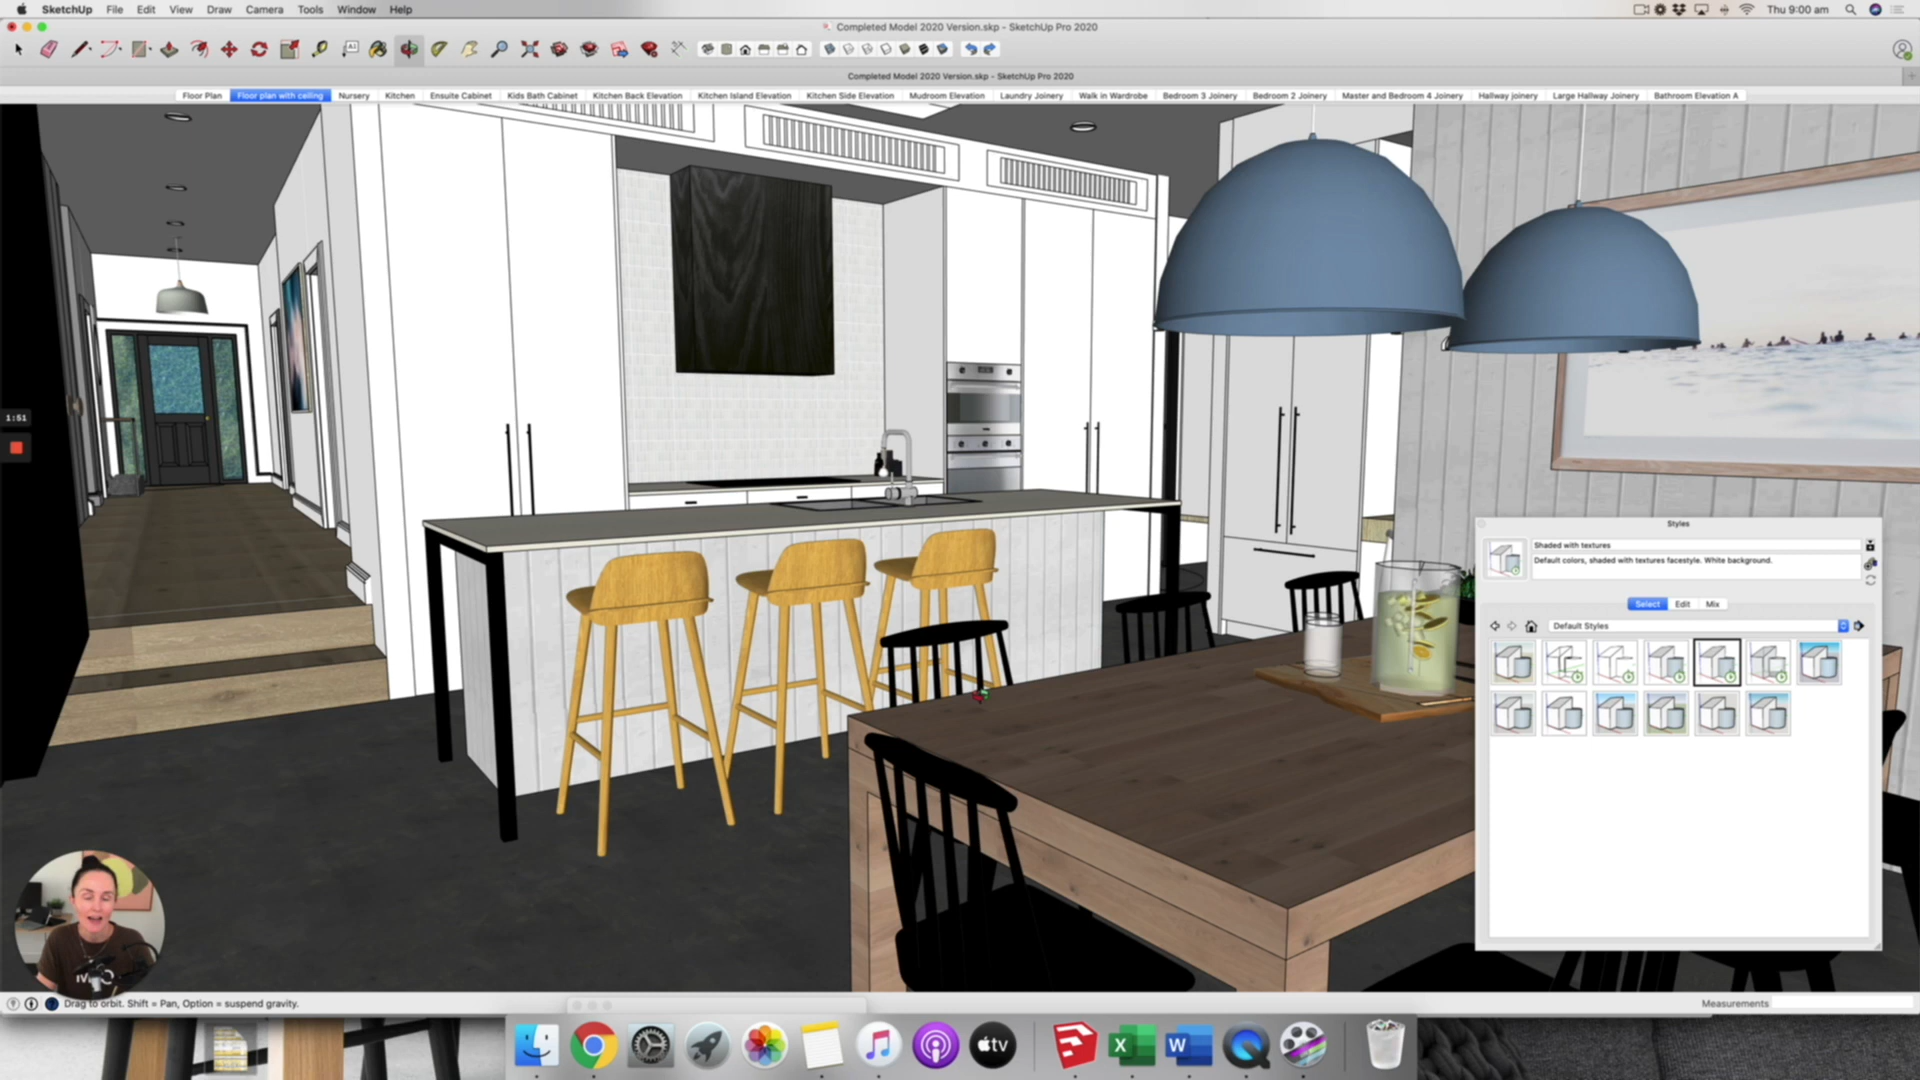 SketchUp File Edit View Draw Camera Tools Window Help Thu 9:00 am
Completed Model 2020 Version.skp - SketchUp Pro 2020
Completed Model 2020 Version.skp - SketchUp Pro 2020
Floor Plan Floor plan with ceiling Nursery Kitchen Ensuite Cabinet Kids Bath Cabinet Kitchen Back Elevation Kitchen Island Elevation Kitchen Side Elevation Mudroom Elevation Laundry Joinery Walk in Wardrobe Bedroom 3 Joinery Bedroom 2 Joinery Master and Bedroom 4 Joinery Hallway joinery Large Hallway Joinery Bathroom Elevation A
1:51
Styles
Shaded with textures
Default colors, shaded with textures facestyle. White background.
Select Edit Mix
Default Styles
Drag to orbit. Shift = Pan, Option = suspend gravity.
Measurements
tv
X
W